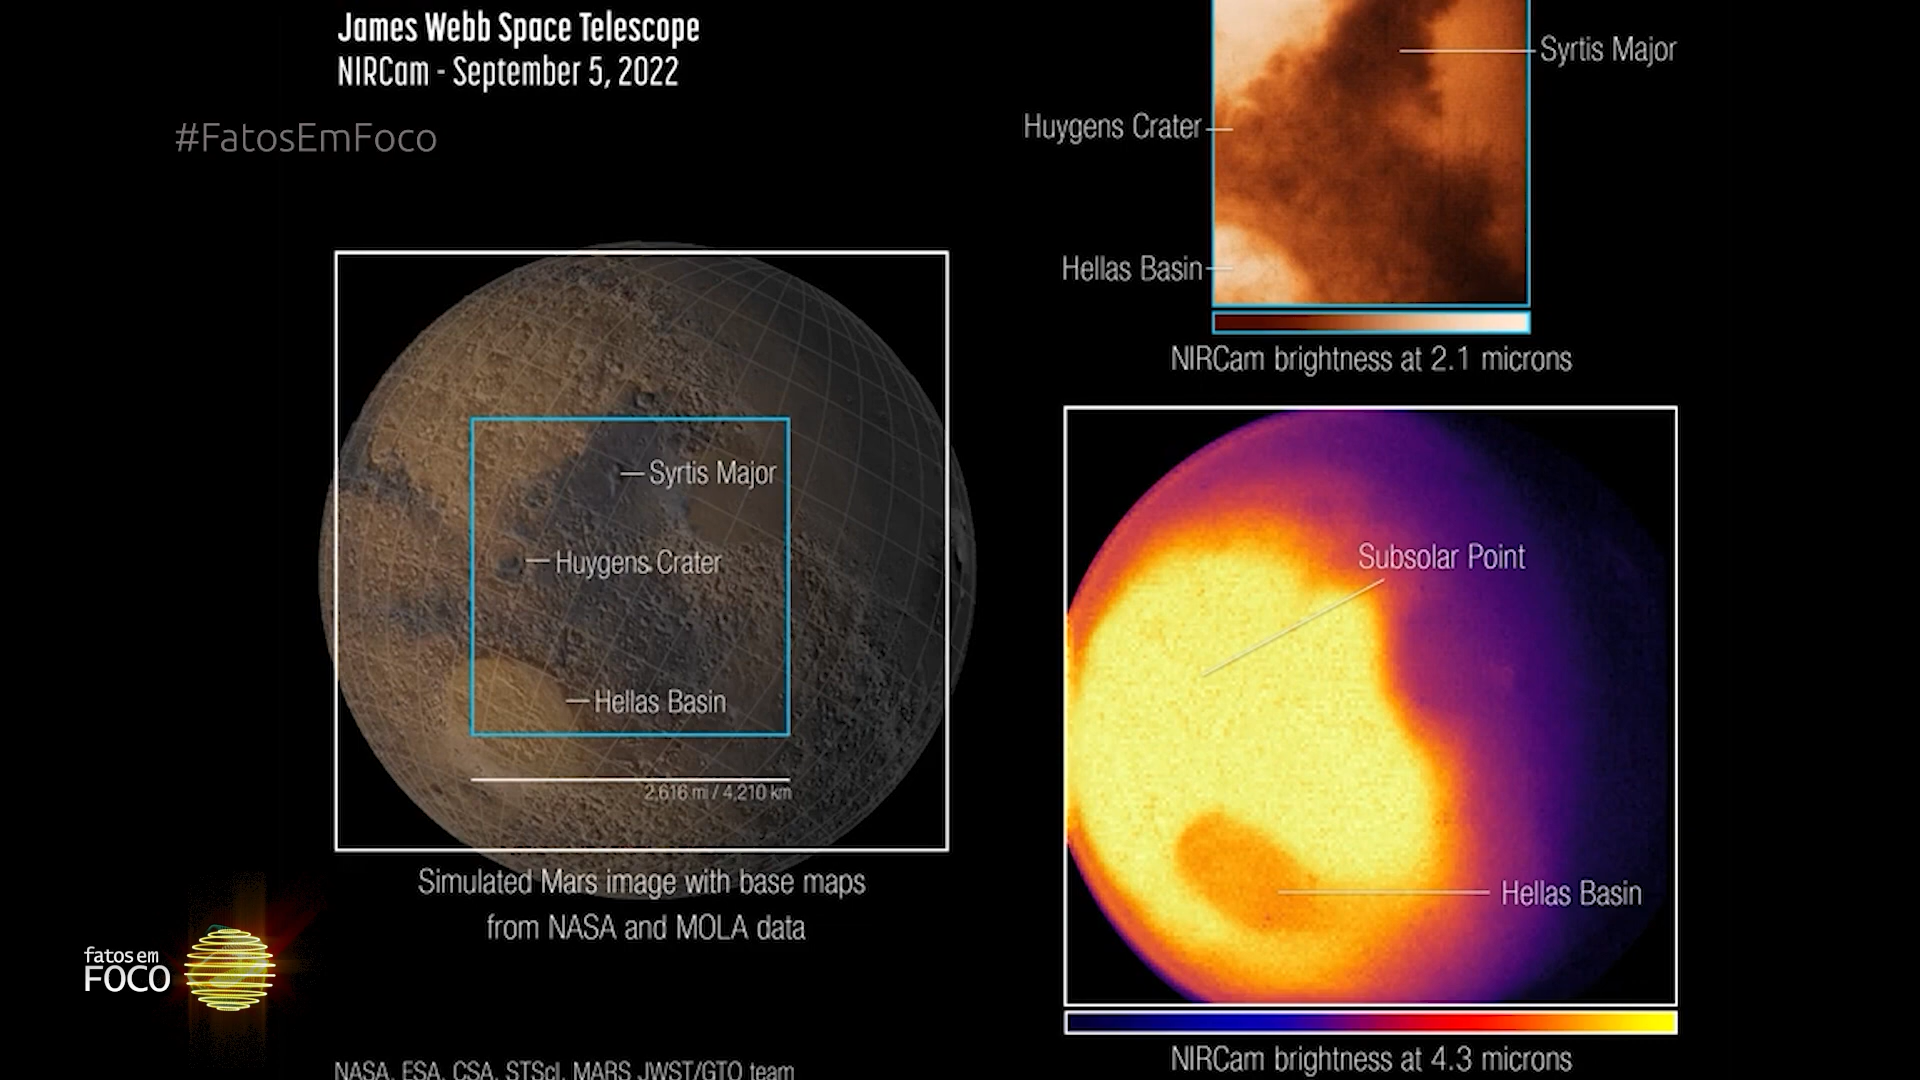 James Webb Space Telescope
NIRCam - September 5, 2022
#FatosEmFoco
Syrtis Major
Huygens Crater
Hellas Basin
NIRCam brightness at 2.1 microns
Syrtis Major
Huygens Crater
Hellas Basin
2,616 mi / 4,210 km
Simulated Mars image with base maps
from NASA and MOLA data
Subsolar Point
Hellas Basin
NIRCam brightness at 4.3 microns
fatos em
FOCO
NASA, ESA, CSA, STScI, MARS JWST/GTO team